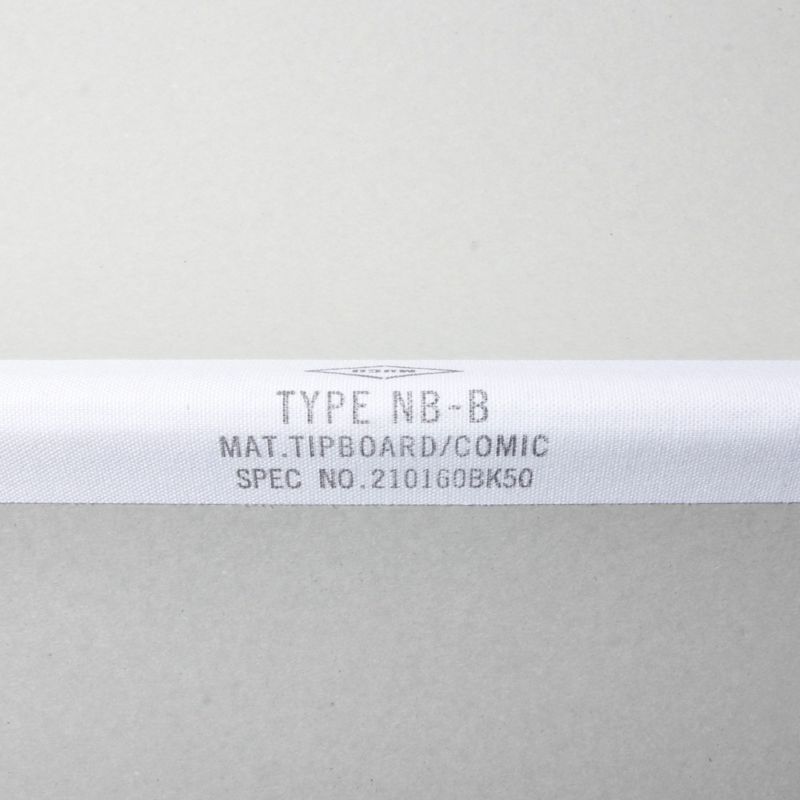 TYPE NB-B
MAT.TIPBOARD/COMIC
SPEC NO.210160BK50